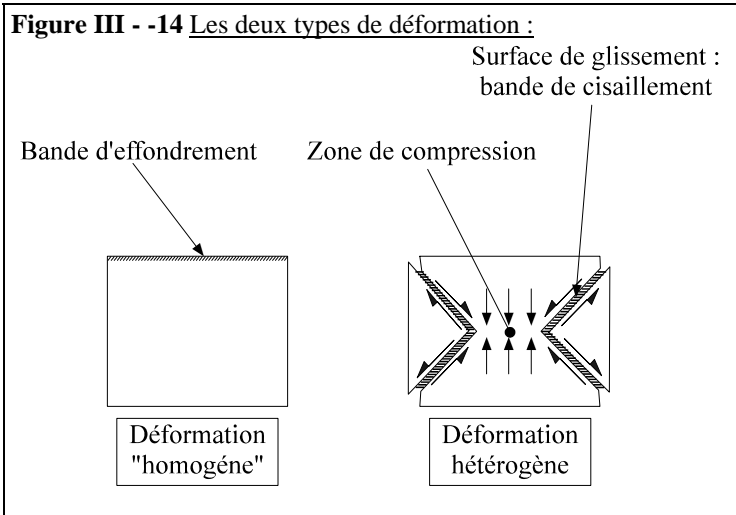 Figure III - -14 Les deux types de déformation :
Surface de glissement :
bande de cisaillement
Bande d'effondrement
Zone de compression
Déformation
"homogéne"
Déformation
hétérogène